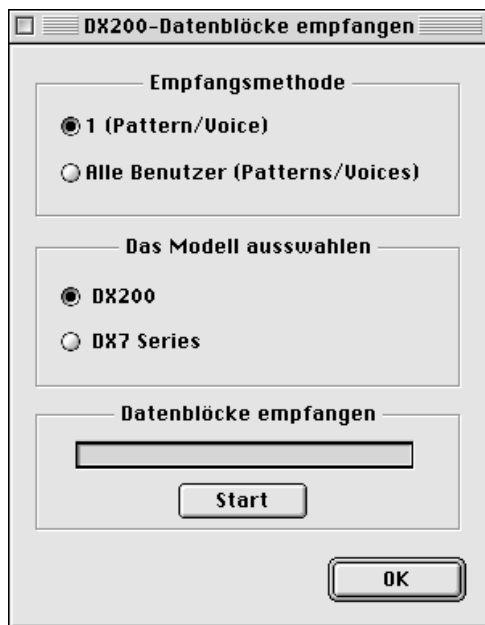 DX200-Datenblöcke empfangen
Empfangsmethode
1 (Pattern/Voice)
Alle Benutzer (Patterns/Voices)
Das Modell ausswahlen
DX200
DX7 Series
Datenblöcke empfangen
Start
OK